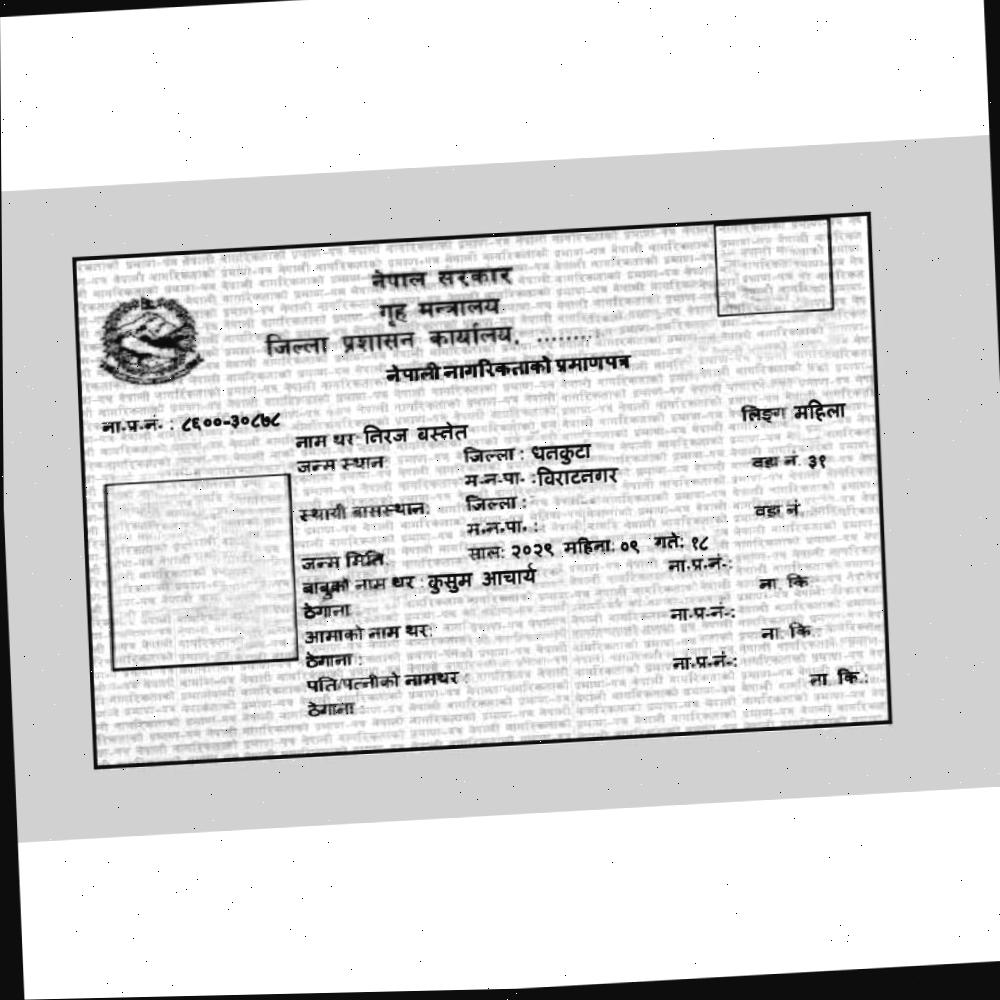 नेपाल सरकार
गृह मन्त्रालय
जिल्ला प्रशासन कार्यालय, ........
नेपाली नागरिकताको प्रमाणपत्र
ना.प्र.नं. : ८६००-३०८७८
लिङ्ग महिला
नाम थर निरज बस्नेत
जन्म स्थान जिल्ला : धनकुटा
म.न.पा. : विराटनगर वडा नं. ३१
स्थायी बासस्थान: जिल्ला :
म.न.पा. : वडा नं.
जन्म मिति: साल: २०२९ महिना: ०९ गते: १८
बाबुको नाम थर : कुसुम आचार्य ना.प्र.नं.:
ठेगाना ना. कि.
आमाको नाम थर: ना.प्र.नं.:
ठेगाना : ना. कि.:
पति/पत्नीको नामथर : ना.प्र.नं.:
ठेगाना : ना. कि.: